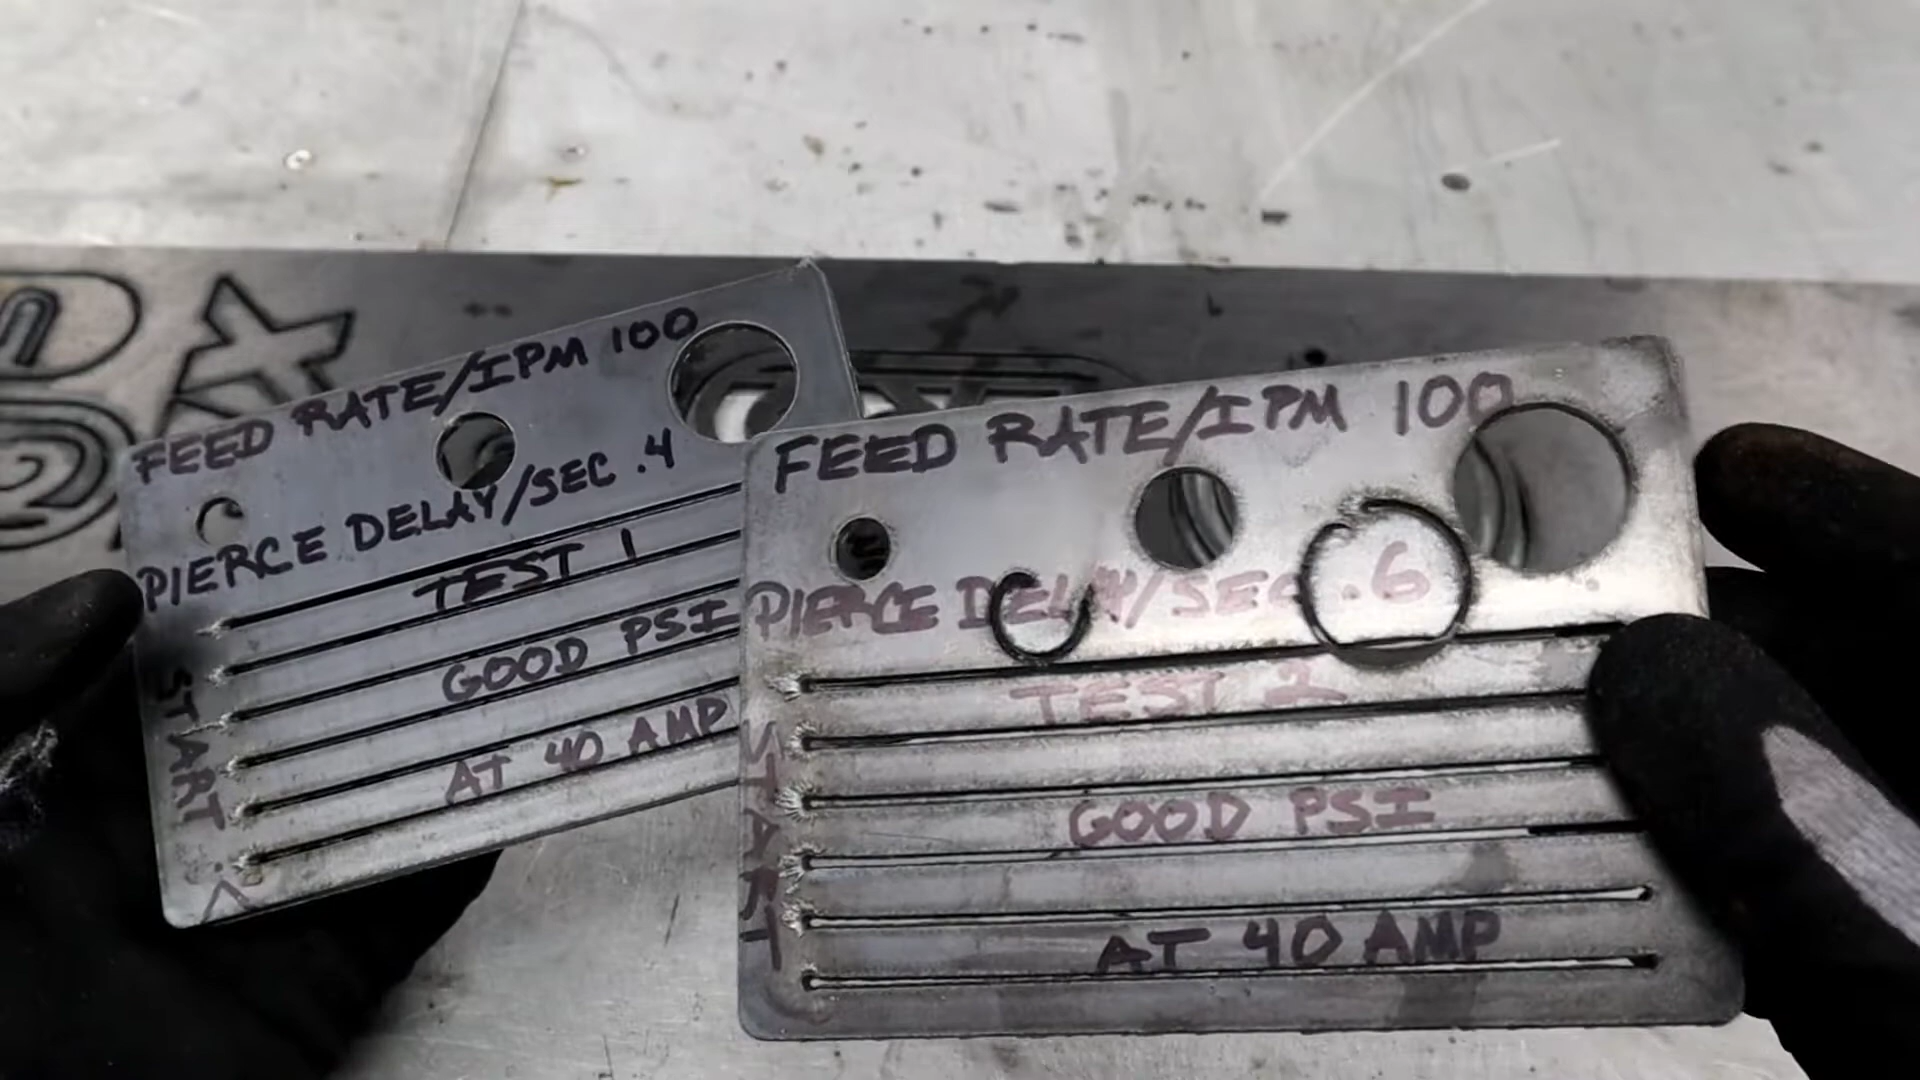 FEED RATE/IPM 100
PIERCE DELAY/SEC .4
TEST 1
GOOD PSI
AT 40 AMP
START
FEED RATE/IPM 100
PIERCE DELAY/SEC .6
TEST 2
GOOD PSI
AT 40 AMP
START